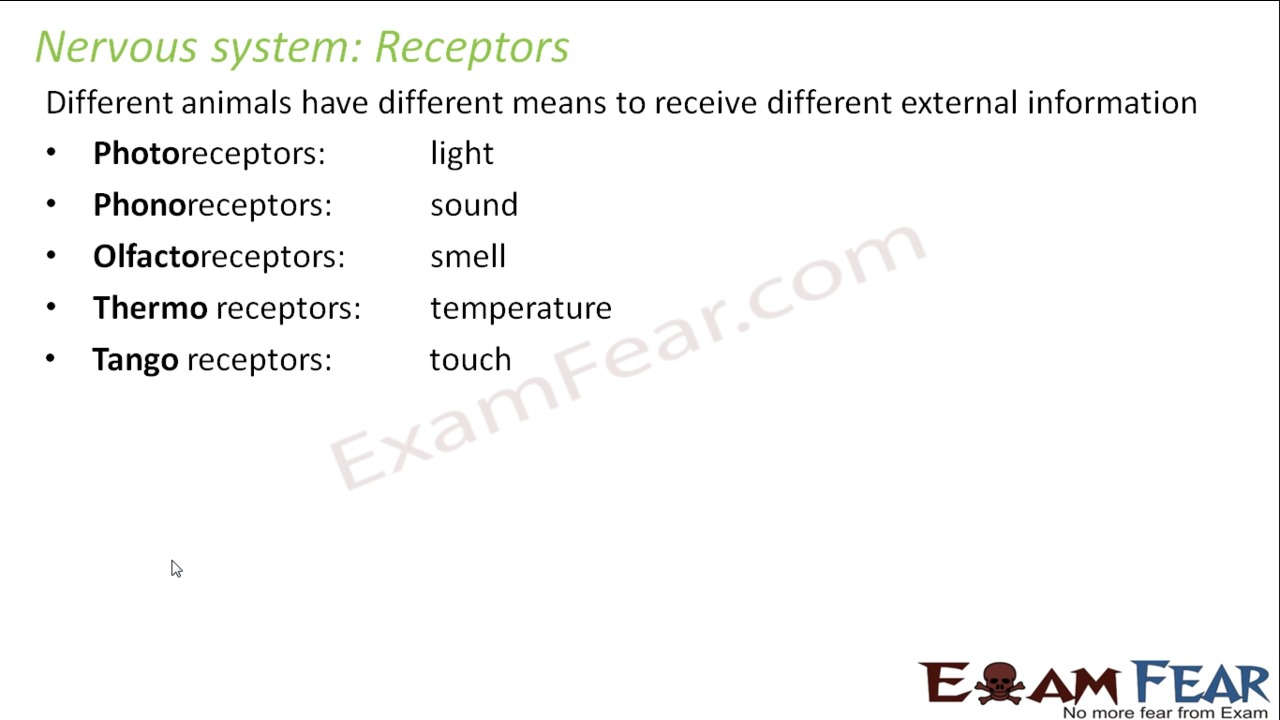 Nervous system: Receptors
Different animals have different means to receive different external information
• Photoreceptors: light
• Phonoreceptors: sound
• Olfactoreceptors: smell
• Thermo receptors: temperature
• Tango receptors: touch
ExamFear.com
EXAM FEAR
No more fear from Exam